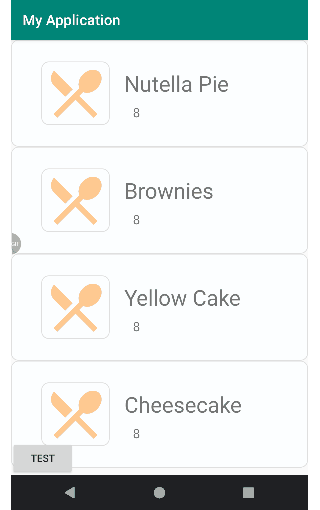 My Application
Nutella Pie
8
Brownies
8
Yellow Cake
8
Cheesecake
8
TEST